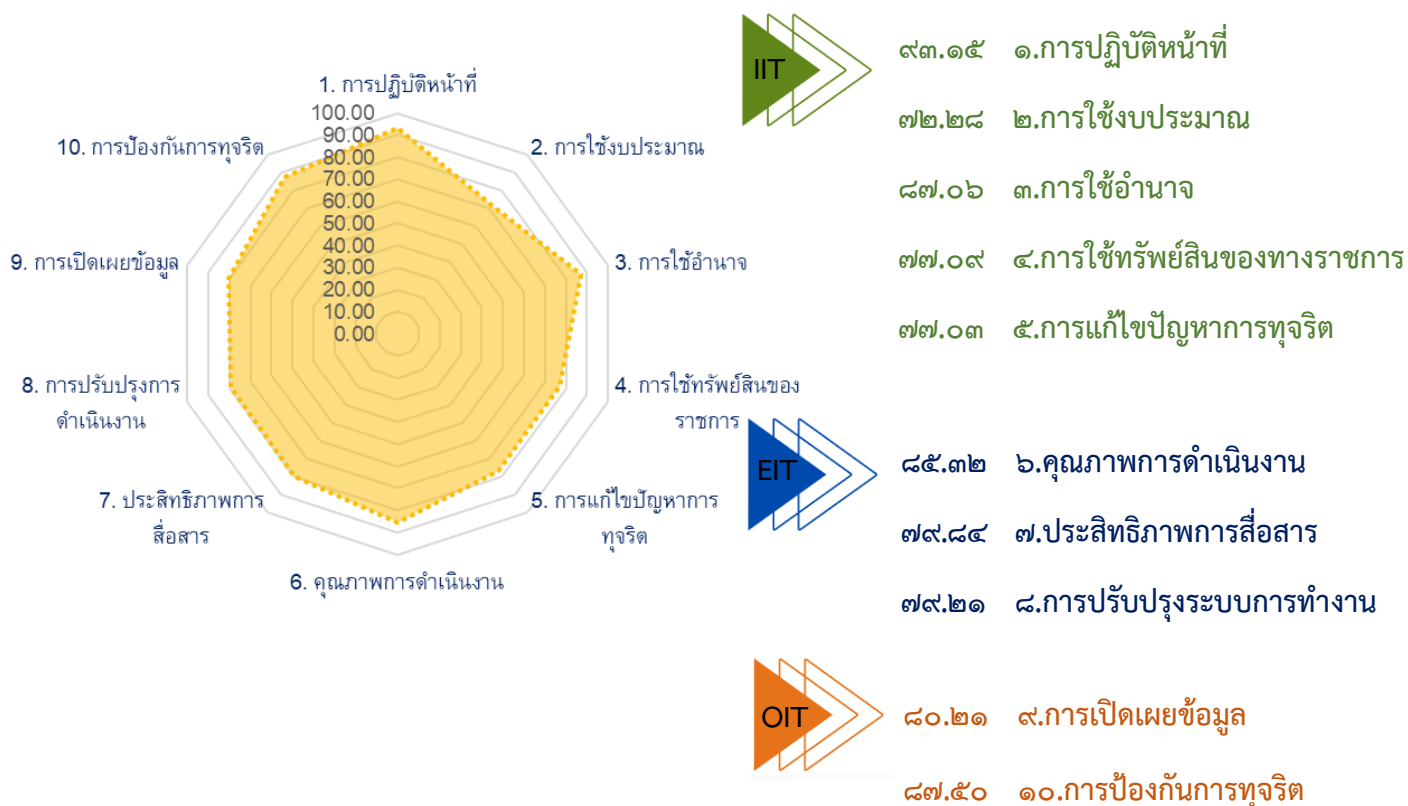 1. การปฏิบัติหน้าที่
2. การใช้งบประมาณ
3. การใช้อำนาจ
4. การใช้ทรัพย์สินของ
ราชการ
5. การแก้ไขปัญหาการ
ทุจริต
6. คุณภาพการดำเนินงาน
7. ประสิทธิภาพการ
สื่อสาร
8. การปรับปรุงการ
ดำเนินงาน
9. การเปิดเผยข้อมูล
10. การป้องกันการทุจริต
100.00
90.00
80.00
70.00
60.00
50.00
40.00
30.00
20.00
10.00
0.00
IIT
๙๓.๑๕ ๑.การปฏิบัติหน้าที่
๗๒.๒๘ ๒.การใช้งบประมาณ
๘๗.๐๖ ๓.การใช้อำนาจ
๗๗.๐๙ ๔.การใช้ทรัพย์สินของทางราชการ
๗๗.๐๓ ๕.การแก้ไขปัญหาการทุจริต
EIT
๘๕.๓๒ ๖.คุณภาพการดำเนินงาน
๗๙.๘๔ ๗.ประสิทธิภาพการสื่อสาร
๗๙.๒๑ ๘.การปรับปรุงระบบการทำงาน
OIT
๘๐.๒๑ ๙.การเปิดเผยข้อมูล
๘๗.๕๐ ๑๐.การป้องกันการทุจริต